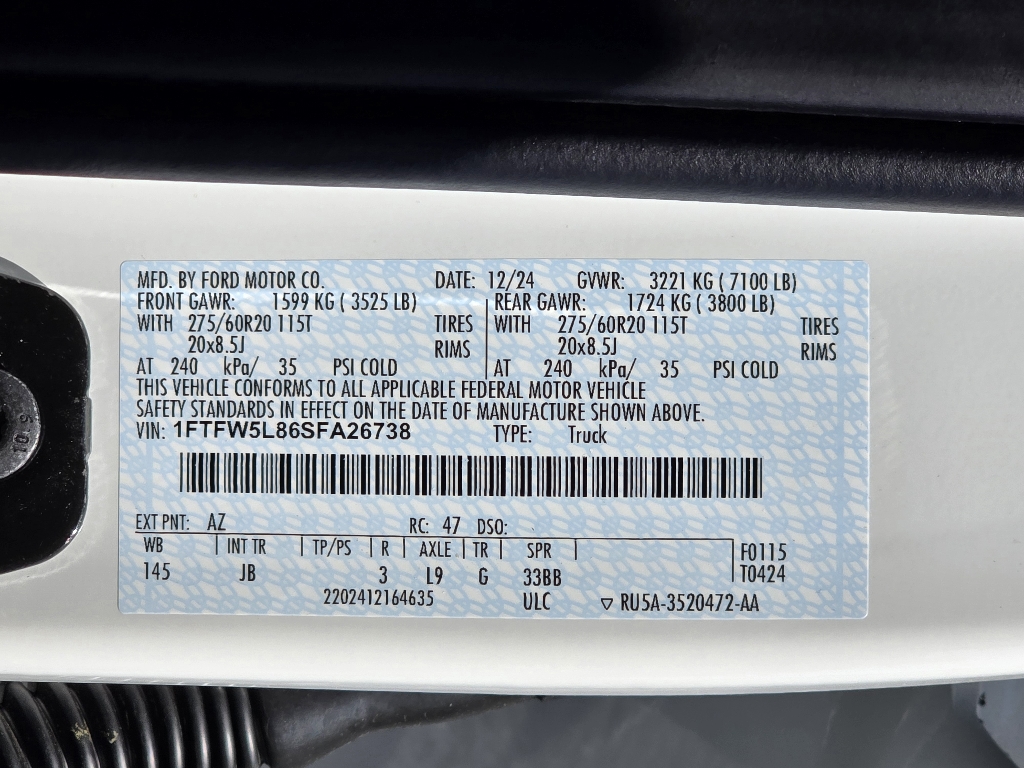 MFD. BY FORD MOTOR CO. DATE: 12/24 GVWR: 3221 KG ( 7100 LB)
FRONT GAWR: 1599 KG ( 3525 LB) REAR GAWR: 1724 KG ( 3800 LB)
WITH 275/60R20 115T TIRES WITH 275/60R20 115T TIRES
20x8.5J RIMS 20x8.5J RIMS
AT 240 kPa/ 35 PSI COLD AT 240 kPa/ 35 PSI COLD
THIS VEHICLE CONFORMS TO ALL APPLICABLE FEDERAL MOTOR VEHICLE
SAFETY STANDARDS IN EFFECT ON THE DATE OF MANUFACTURE SHOWN ABOVE.
VIN: 1FTFW5L86SFA26738 TYPE: Truck
EXT PNT: AZ RC: 47 DSO:
WB INT TR TP/PS R AXLE TR SPR F0115
145 JB 3 L9 G 33BB T0424
2202412164635 ULC ▽ RU5A-3520472-AA